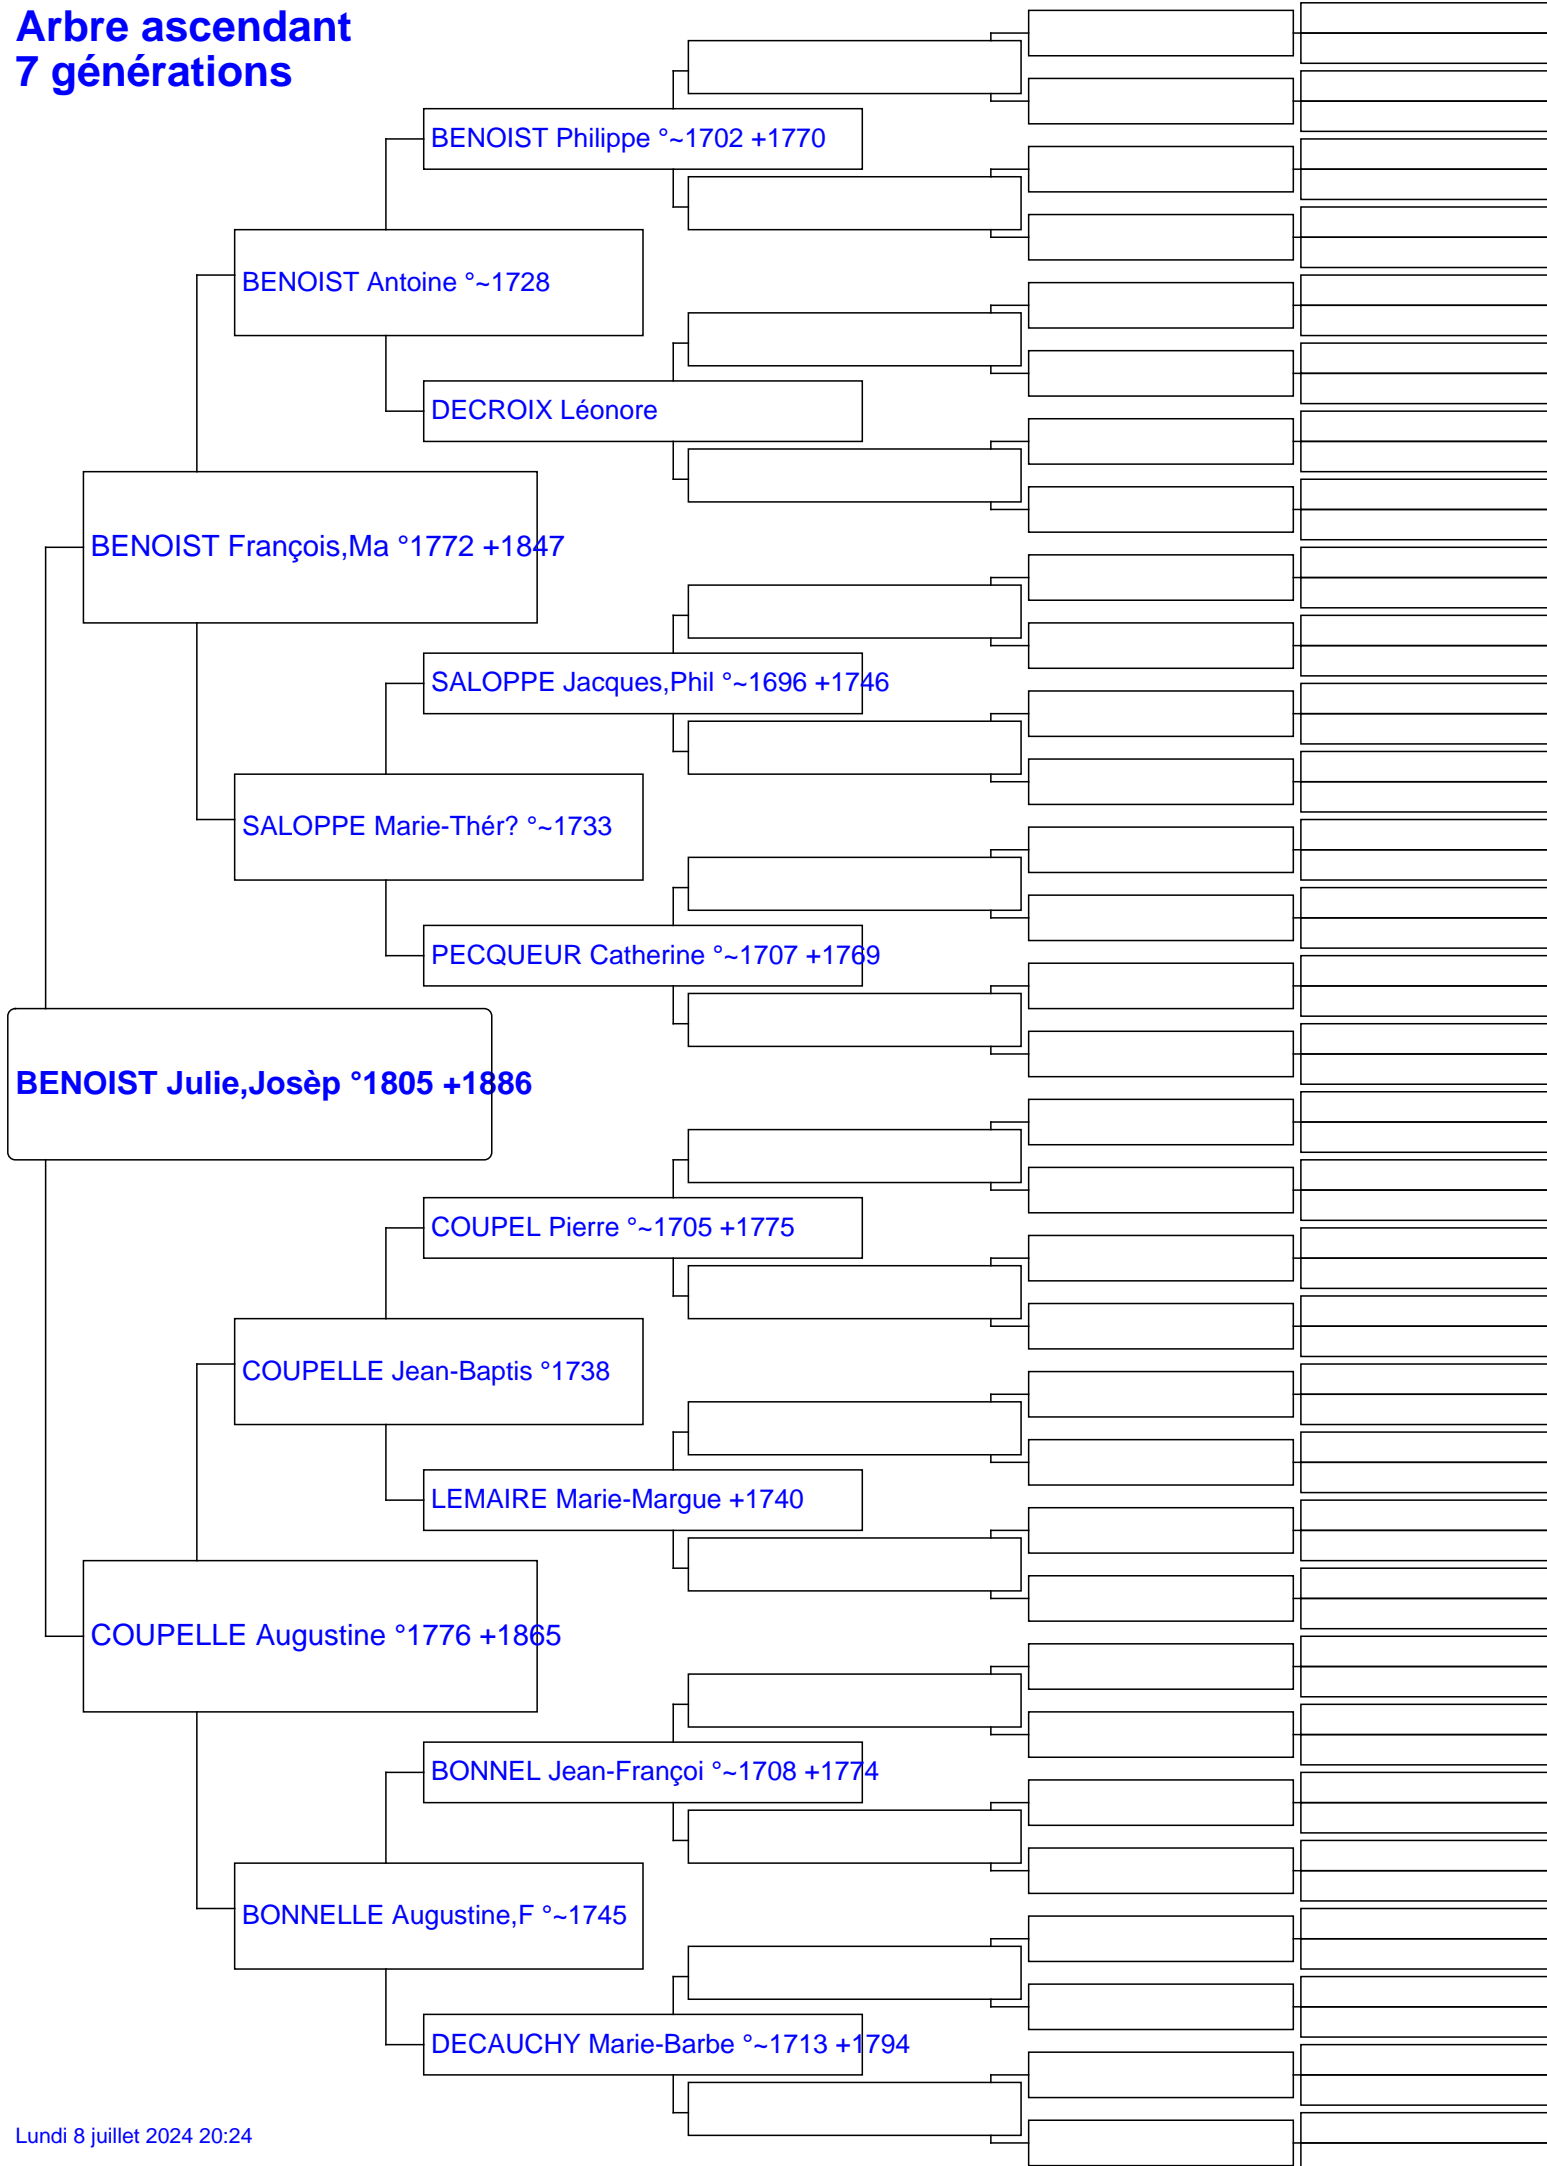 Arbre ascendant
7 générations
BENOIST Philippe °~1702 +1770
BENOIST Antoine °~1728
DECROIX Léonore
BENOIST François,Ma °1772 +1847
SALOPPE Jacques,Phil °~1696 +1746
SALOPPE Marie-Thér? °~1733
PECQUEUR Catherine °~1707 +1769
BENOIST Julie,Josèp °1805 +1886
COUPEL Pierre °~1705 +1775
COUPELLE Jean-Baptis °1738
LEMAIRE Marie-Margue +1740
COUPELLE Augustine °1776 +1865
BONNEL Jean-Françoi °~1708 +1774
BONNELLE Augustine,F °~1745
DECAUCHY Marie-Barbe °~1713 +1794
Lundi 8 juillet 2024 20:24